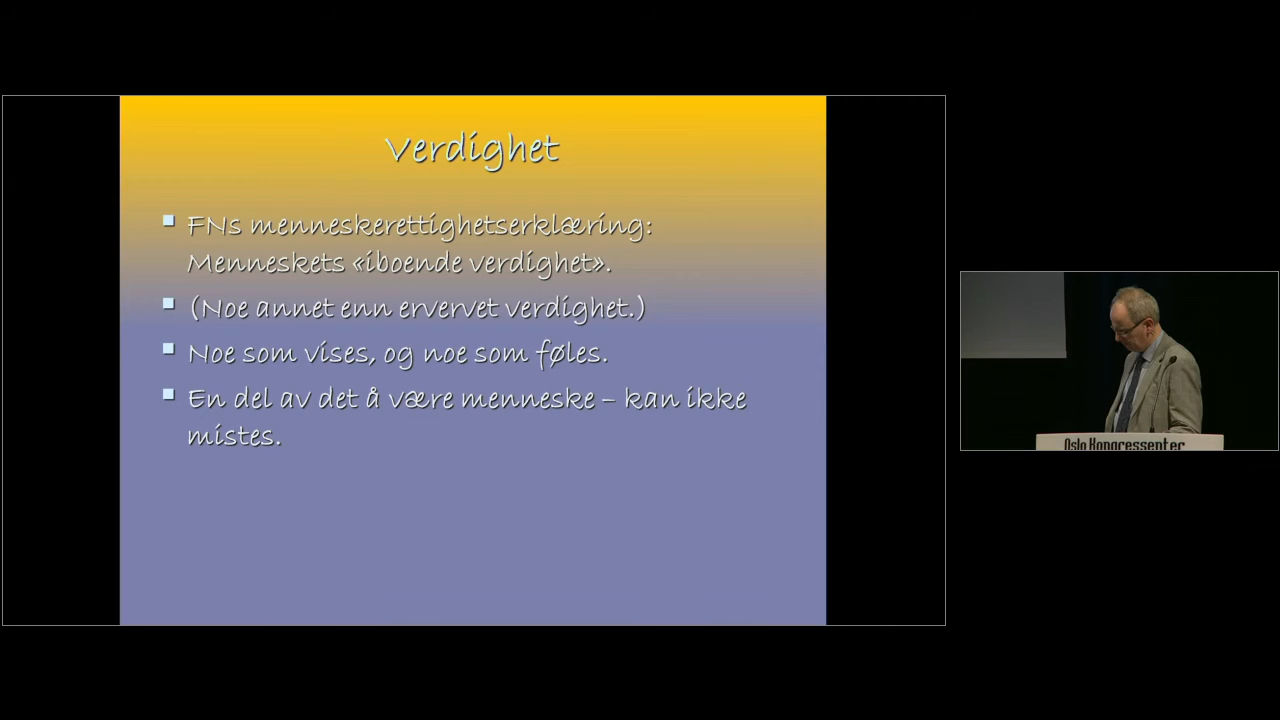 Verdighet
FNs menneskerettighetserklæring:
Menneskets «iboende verdighet».
(Noe annet enn ervervet verdighet.)
Noe som vises, og noe som føles.
En del av det å være menneske – kan ikke
mistes.
Oslo Kongressenter